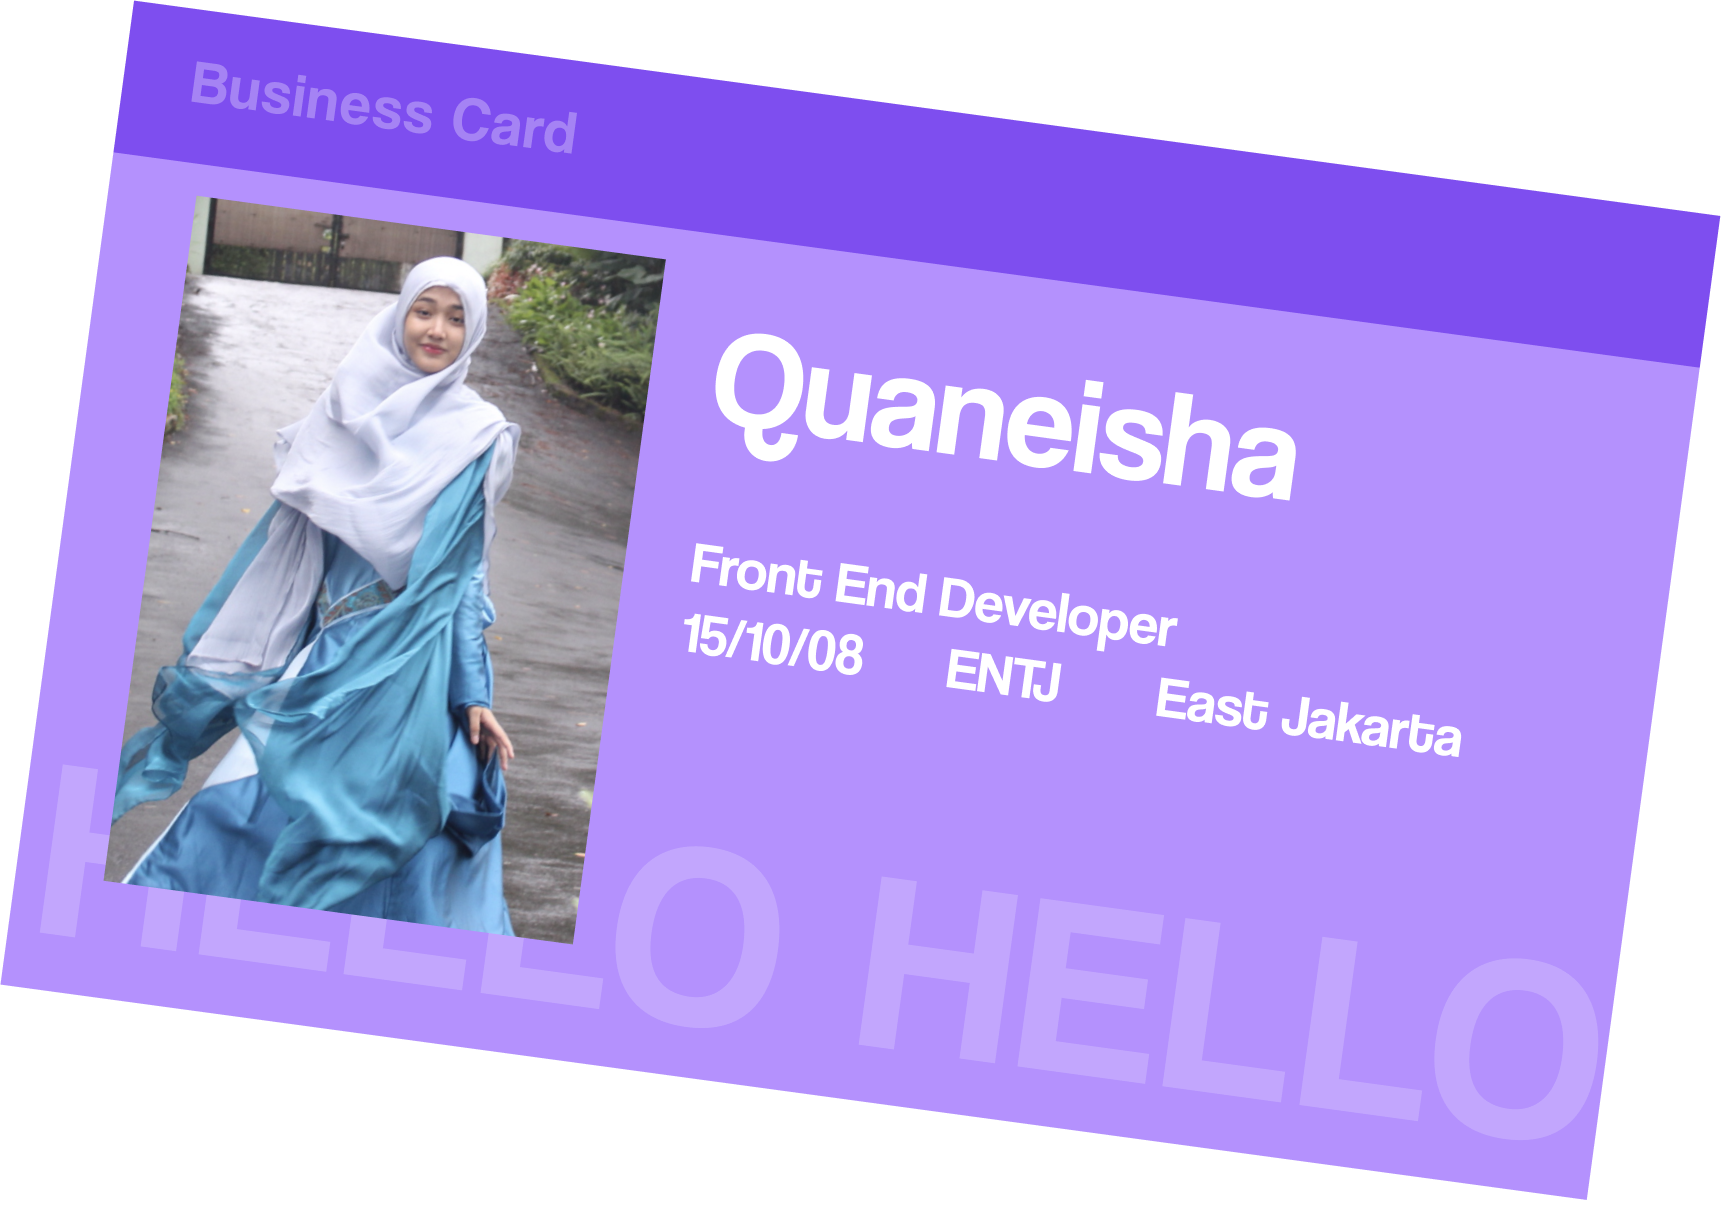 Business Card
Quaneisha
Front End Developer
15/10/08 ENTJ East Jakarta
HELLO HELLO